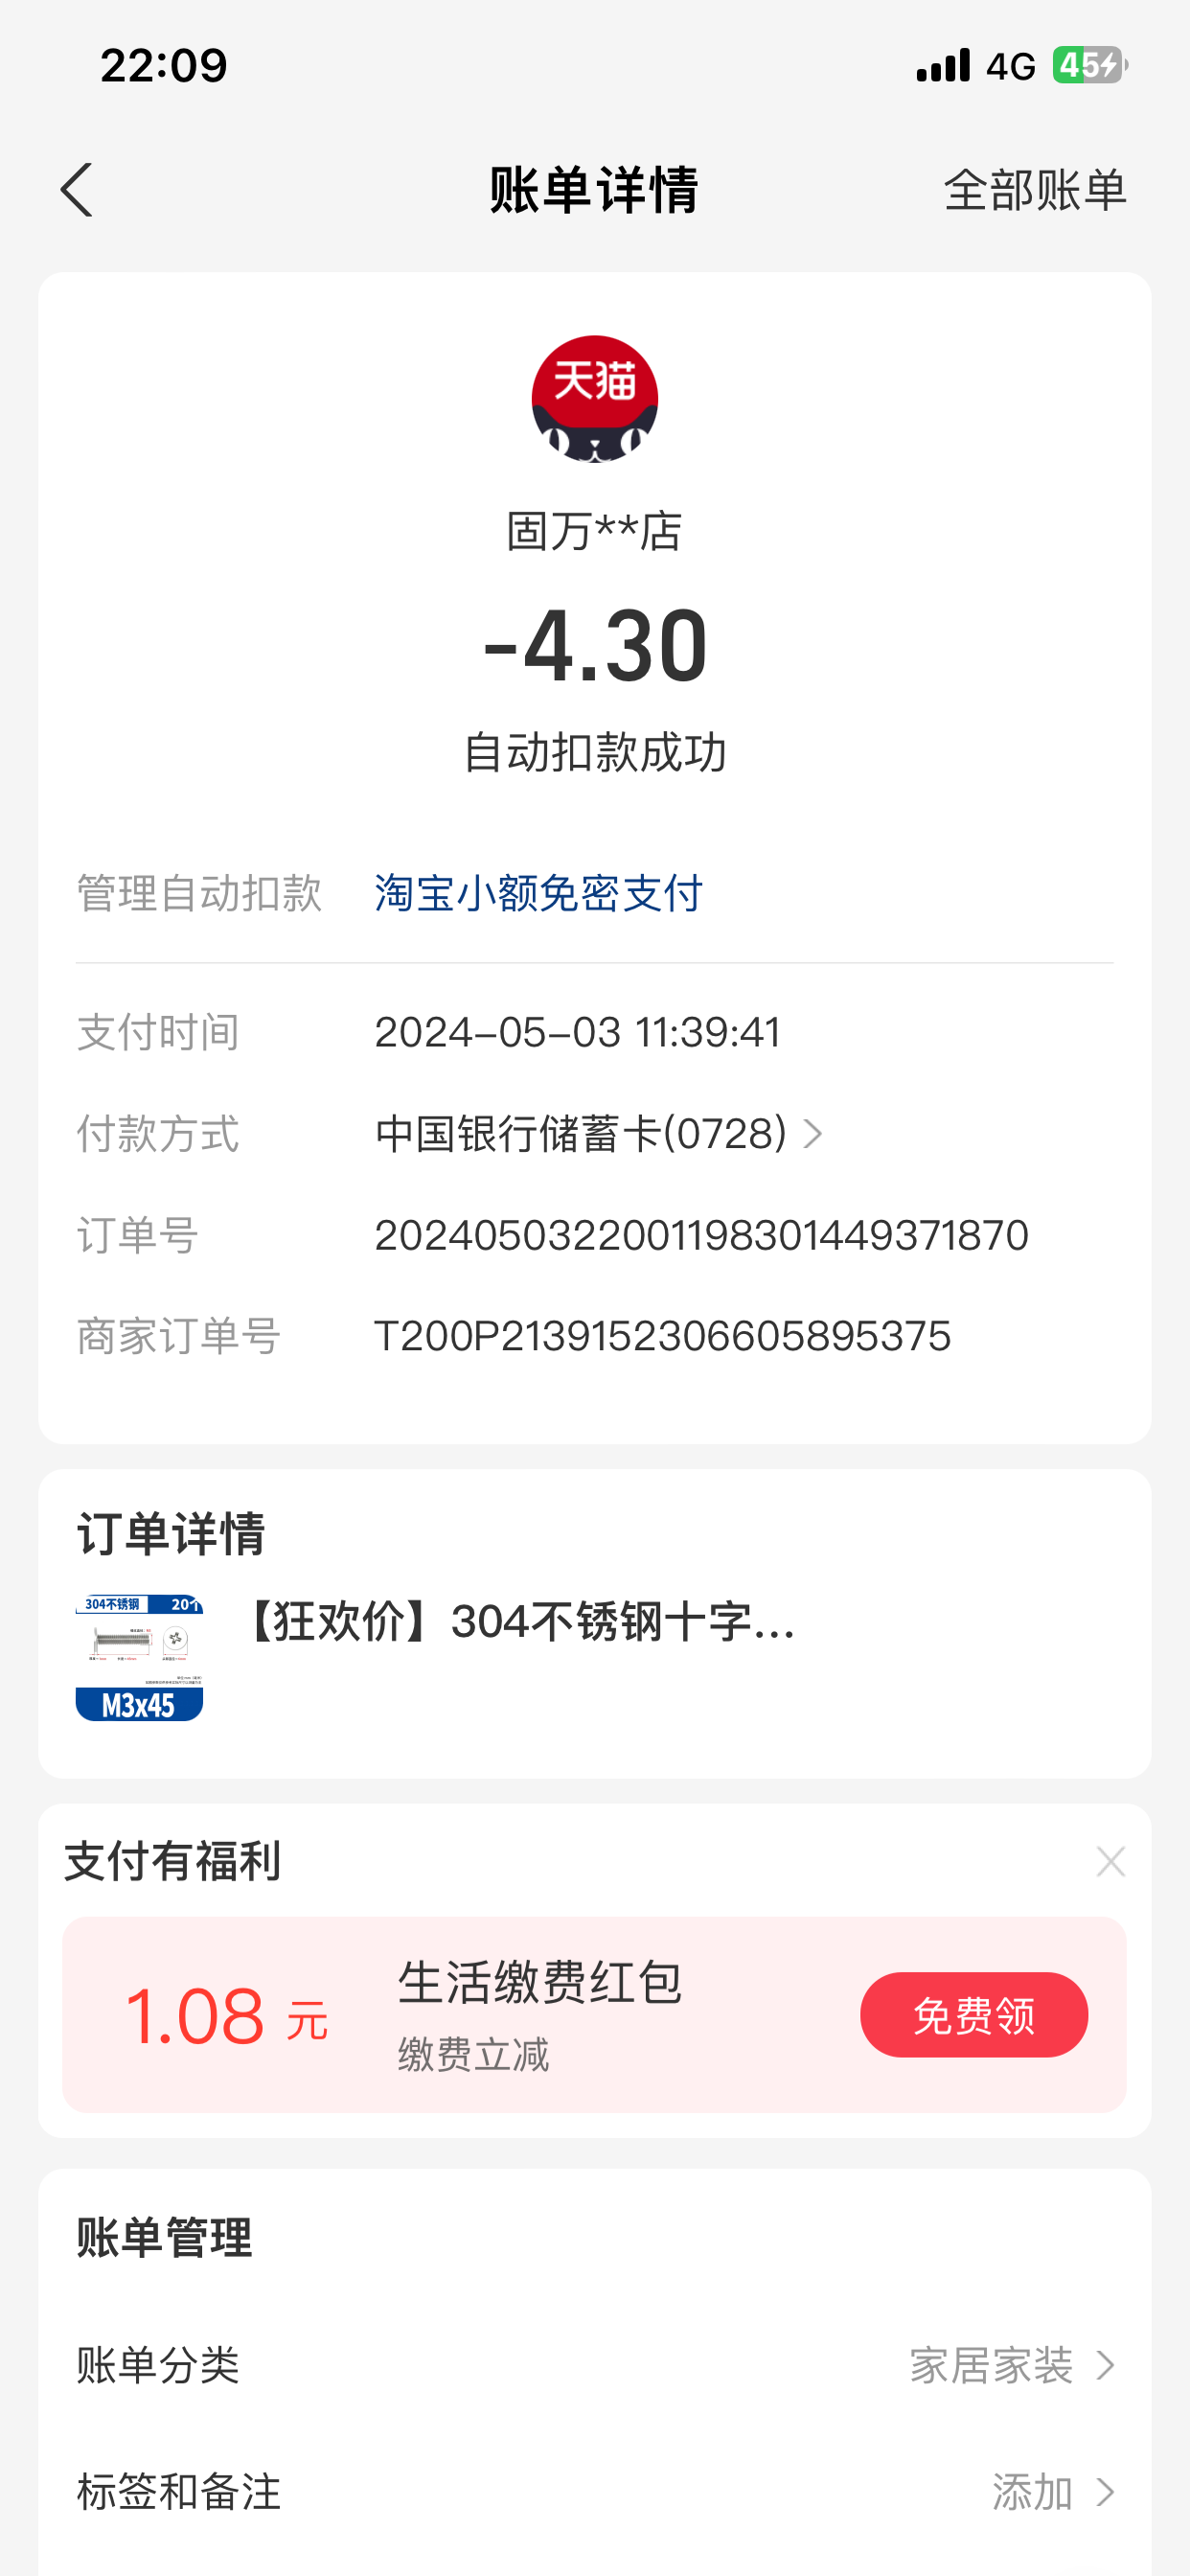 22:09
4G 45
账单详情
全部账单
天猫
固万**店
-4.30
自动扣款成功
管理自动扣款 淘宝小额免密支付
支付时间 2024-05-03 11:39:41
付款方式 中国银行储蓄卡(0728)
订单号 2024050322001198301449371870
商家订单号 T200P2139152306605895375
订单详情
304不锈钢 20个
M3x45
【狂欢价】304不锈钢十字...
支付有福利
1.08 元
生活缴费红包
缴费立减
免费领
账单管理
账单分类 家居家装
标签和备注 添加